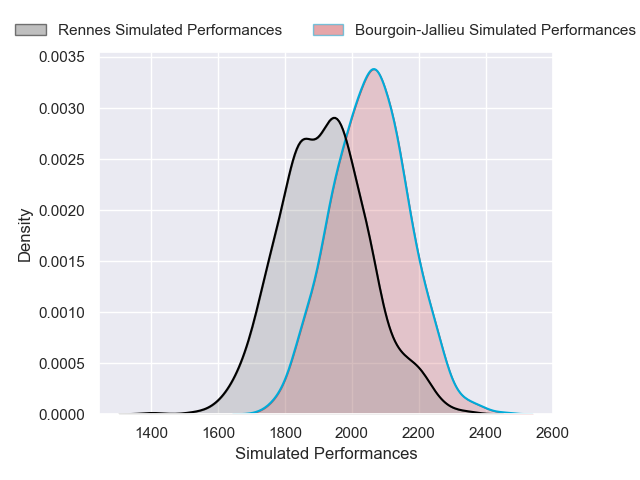 Rennes Simulated Performances
Bourgoin-Jallieu Simulated Performances
0.0035
0.0030
0.0025
0.0020
0.0015
0.0010
0.0005
0.0000
Density
1400 1600 1800 2000 2200 2400 2600
Simulated Performances